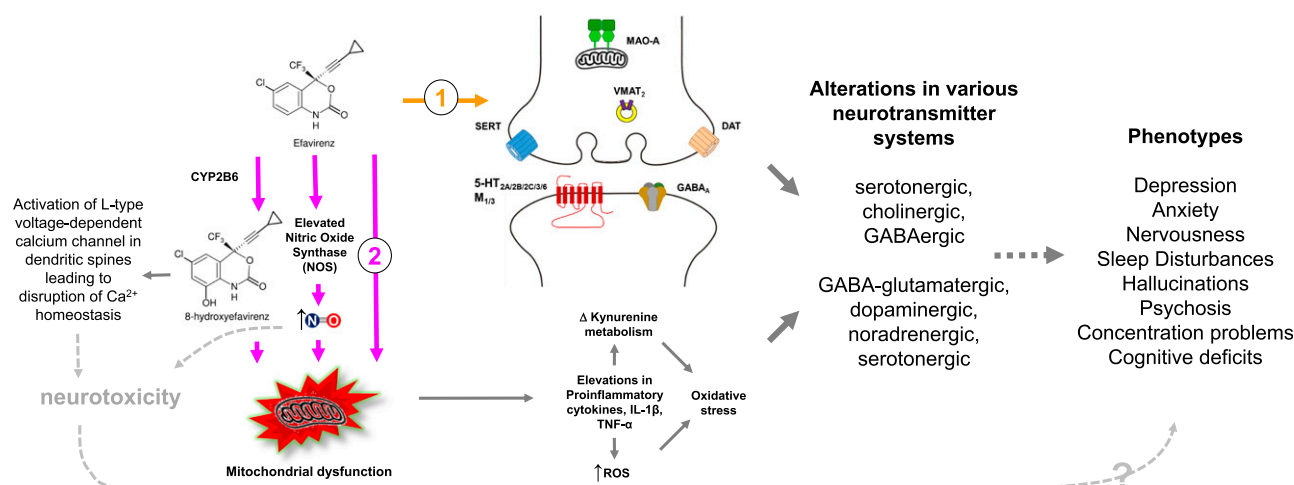 CF3
Cl
O
N
H
O
Efavirenz
1
MAO-A
VMAT2
SERT
DAT
5-HT2A/2B/2C/3/6
M1/3
GABAA
Alterations in various
neurotransmitter
systems
serotonergic,
cholinergic,
GABAergic
GABA-glutamatergic,
dopaminergic,
noradrenergic,
serotonergic
Phenotypes
Depression
Anxiety
Nervousness
Sleep Disturbances
Hallucinations
Psychosis
Concentration problems
Cognitive deficits
CYP2B6
Activation of L-type
voltage-dependent
calcium channel in
dendritic spines
leading to
disruption of Ca2+
homeostasis
CF3
Cl
O
NH
O
OH
8-hydroxyefavirenz
Elevated
Nitric Oxide
Synthase
(NOS)
2
↑N=O
neurotoxicity
Mitochondrial dysfunction
Δ Kynurenine
metabolism
Elevations in
Proinflammatory
cytokines, IL-1β,
TNF-α
Oxidative
stress
↑ROS
?